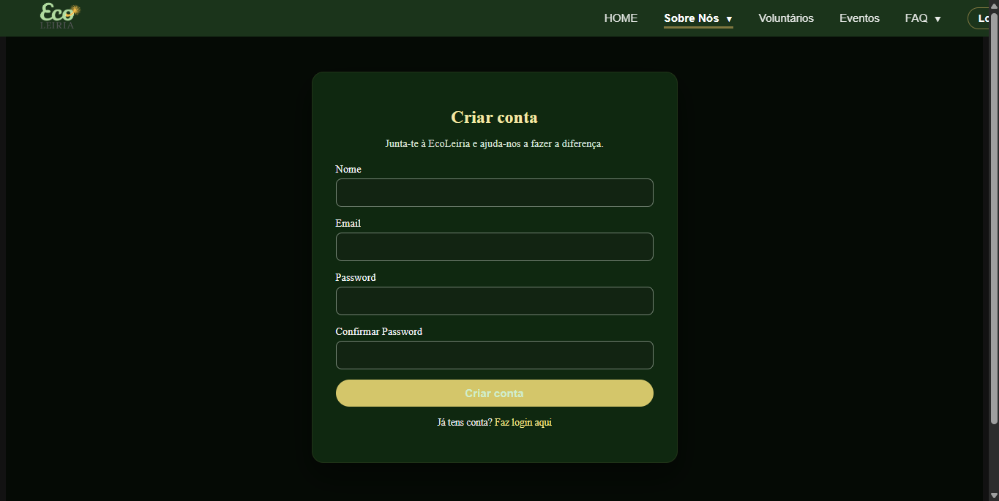 Eco
LEIRIA
HOME Sobre Nós ▼ Voluntários Eventos FAQ ▼ Lo
Criar conta
Junta-te à EcoLeiria e ajuda-nos a fazer a diferença.
Nome
Email
Password
Confirmar Password
Criar conta
Já tens conta? Faz login aqui